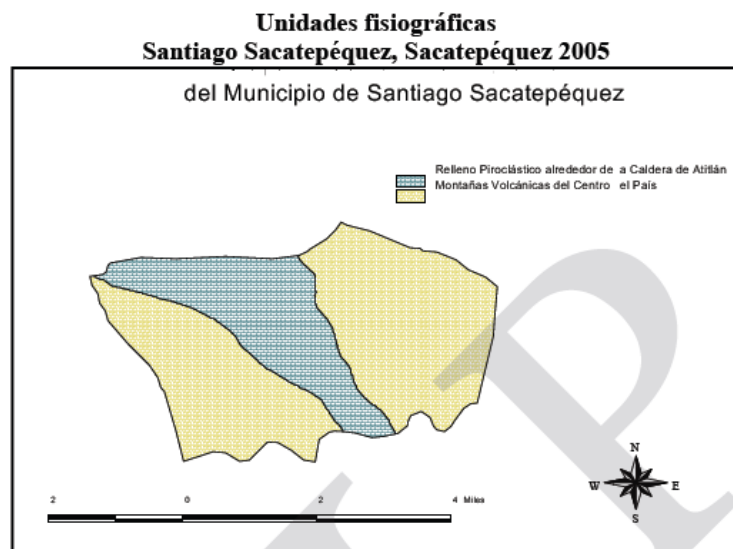 Unidades fisiográficas
Santiago Sacatepéquez, Sacatepéquez 2005
del Municipio de Santiago Sacatepéquez
Relleno Piroclástico alrededor de a Caldera de Atitlán
Montañas Volcánicas del Centro el País
N
W E
S
2 0 2 4 Miles